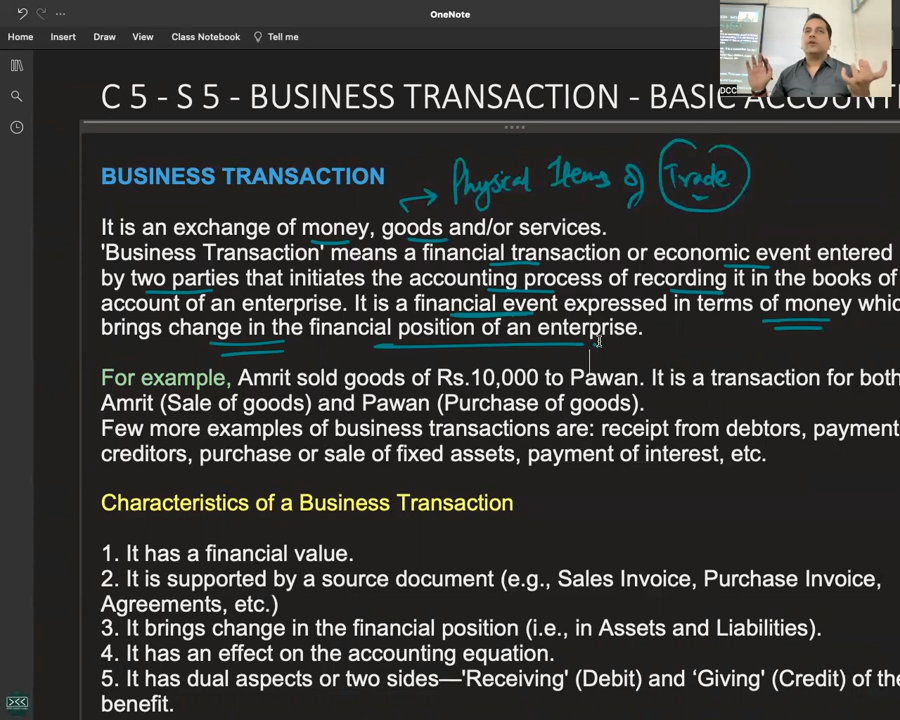 OneNote
Home Insert Draw View Class Notebook Tell me
C 5 - S 5 - BUSINESS TRANSACTION - BASIC ACCOUNT
BUSINESS TRANSACTION
Physical Items of Trade
It is an exchange of money, goods and/or services.
'Business Transaction' means a financial transaction or economic event entered
by two parties that initiates the accounting process of recording it in the books of
account of an enterprise. It is a financial event expressed in terms of money whic
brings change in the financial position of an enterprise.
For example, Amrit sold goods of Rs.10,000 to Pawan. It is a transaction for both
Amrit (Sale of goods) and Pawan (Purchase of goods).
Few more examples of business transactions are: receipt from debtors, payment
creditors, purchase or sale of fixed assets, payment of interest, etc.
Characteristics of a Business Transaction
1. It has a financial value.
2. It is supported by a source document (e.g., Sales Invoice, Purchase Invoice,
Agreements, etc.)
3. It brings change in the financial position (i.e., in Assets and Liabilities).
4. It has an effect on the accounting equation.
5. It has dual aspects or two sides—'Receiving' (Debit) and ‘Giving' (Credit) of the
benefit.